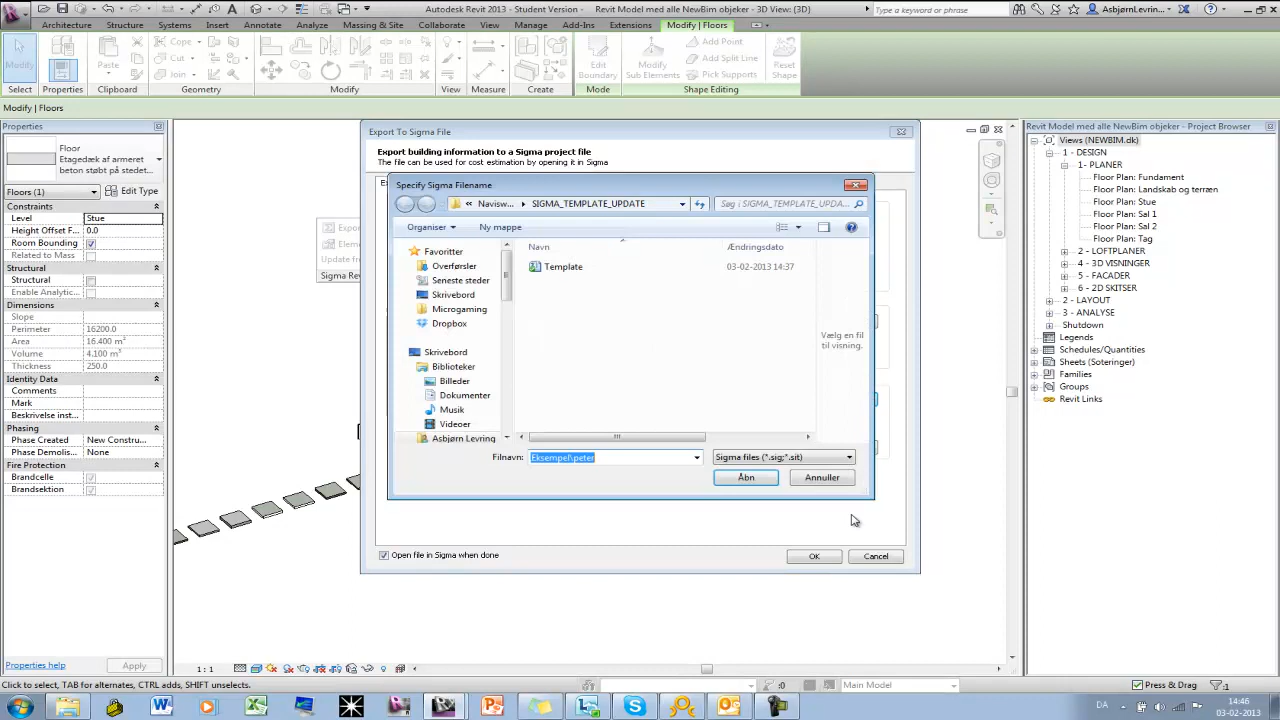 Autodesk Revit 2013 - Student Version - Revit Model med alle NewBim objeker - 3D View: {3D}
Type a keyword or phrase
AsbjørnLevrin...
Architecture Structure Systems Insert Annotate Analyze Massing & Site Collaborate View Manage Add-Ins Extensions Modify | Floors
Modify
Paste
Cope
Cut
Join
Edit Boundary
Modify Sub Elements
Add Point
Add Split Line
Pick Supports
Reset Shape
Select Properties Clipboard Geometry Modify View Measure Create Mode Shape Editing
Modify | Floors
Properties
Floor
Etagedæk af armeret
beton støbt på stedet...
Floors (1)
Edit Type
Constraints
Level Stue
Height Offset F... 0.0
Room Bounding
Related to Mass
Structural
Structural
Enable Analytic...
Dimensions
Slope
Perimeter 16200.0
Area 16.400 m²
Volume 4.100 m³
Thickness 250.0
Identity Data
Comments
Mark
Beskrivelse inst...
Phasing
Phase Created New Constru...
Phase Demolis... None
Fire Protection
Brandcelle
Brandsektion
Properties help
Apply
Export To Sigma File
Export building information to a Sigma project file
The file can be used for cost estimation by opening it in Sigma
Specify Sigma Filename
Navisw... SIGMA_TEMPLATE_UPDATE
Søg i SIGMA_TEMPLATE_UPDA...
Organiser
Ny mappe
Navn
Ændringsdato
Favoritter
Overførsler
Seneste steder
Skrivebord
Microgaming
Dropbox
Skrivebord
Biblioteker
Billeder
Dokumenter
Musik
Videoer
Asbjørn Levring
Template
03-02-2013 14:37
Vælg en fil
til visning.
Filnavn:
Eksempel\peter
Sigma files (*.sig;*.sit)
Åbn
Annuller
Open file in Sigma when done
OK
Cancel
Export
Eleme
Update fro
Sigma Rev
Revit Model med alle NewBim objeker - Project Browser
Views (NEWBIM.dk)
1 - DESIGN
1- PLANER
Floor Plan: Fundament
Floor Plan: Landskab og terræn
Floor Plan: Stue
Floor Plan: Sal 1
Floor Plan: Sal 2
Floor Plan: Tag
2 - LOFTPLANER
4 - 3D VISNINGER
5 - FACADER
6 - 2D SKITSER
2 - LAYOUT
3 - ANALYSE
Shutdown
Legends
Schedules/Quantities
Sheets (Soteringer)
Families
Groups
Revit Links
1 : 1
Click to select, TAB for alternates, CTRL adds, SHIFT unselects.
:0
Main Model
Press & Drag
:1
DA
14:46
03-02-2013